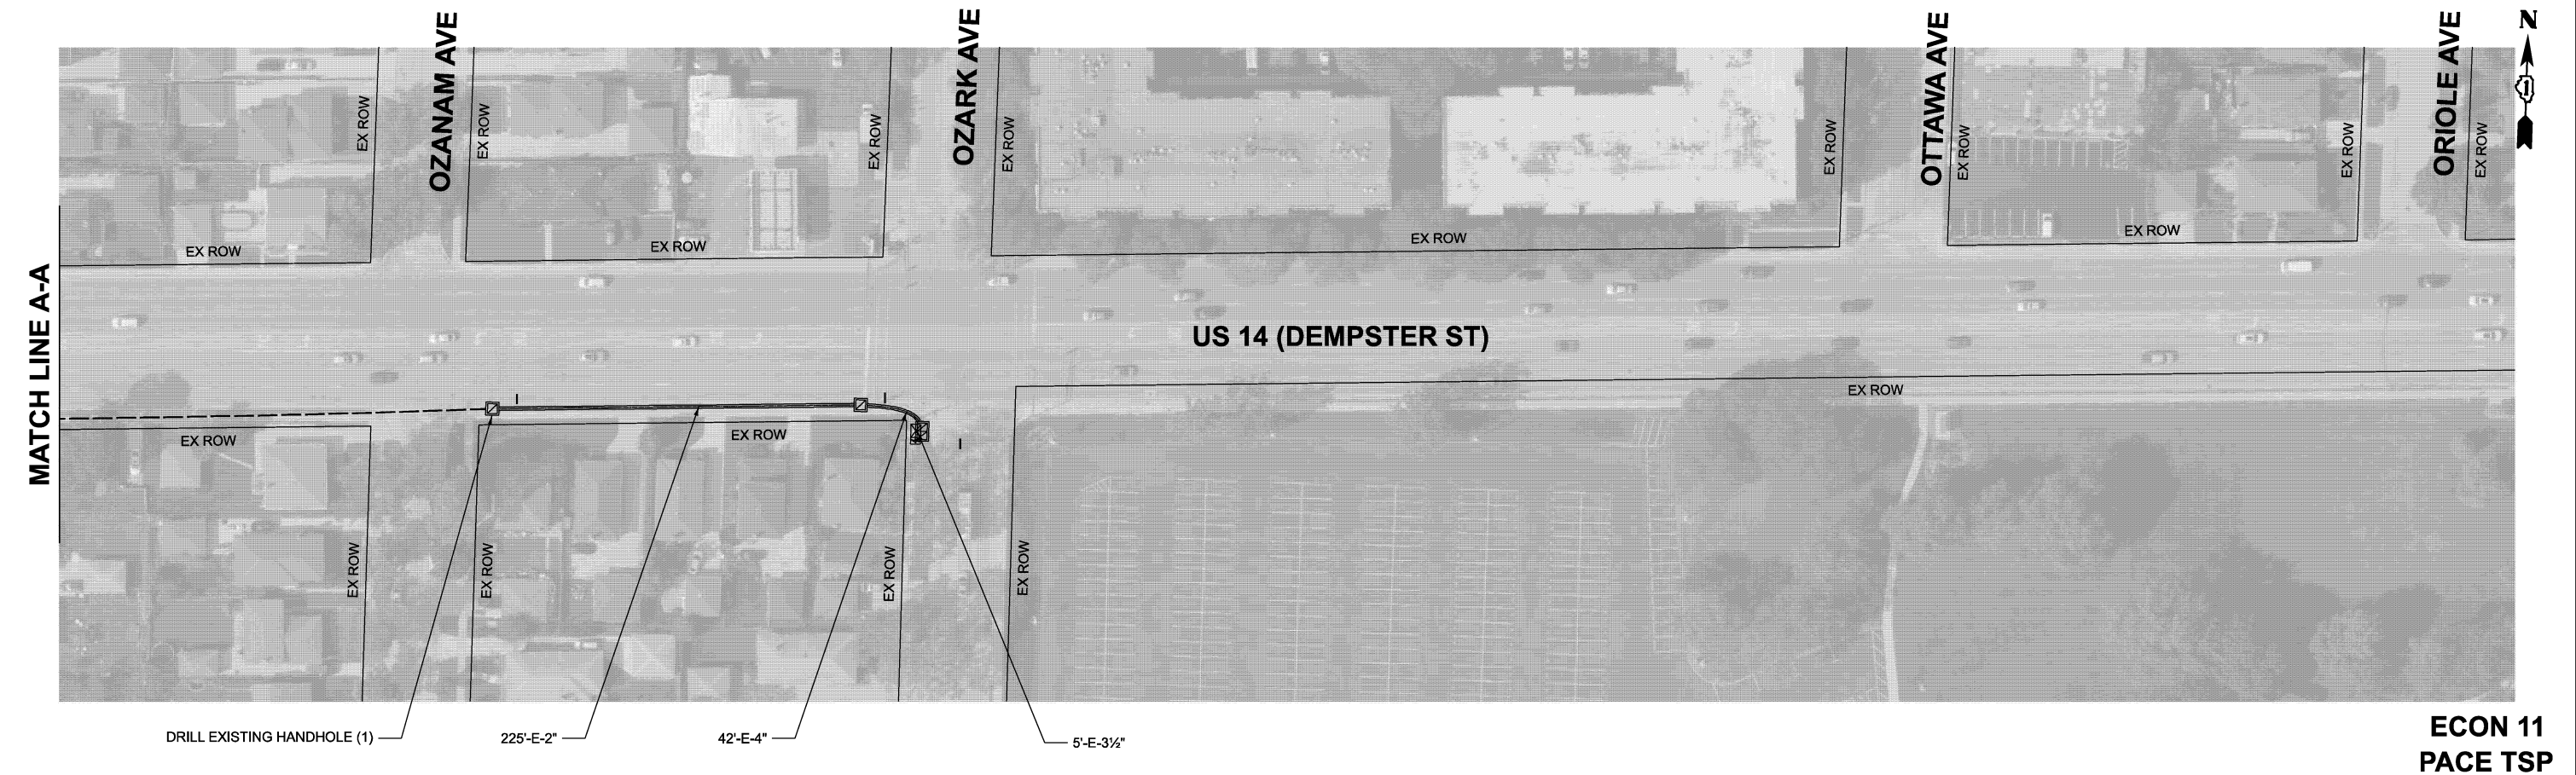 OZANAM AVE
OZARK AVE
OTTAWA AVE
ORIOLE AVE
N
1
EX ROW
EX ROW
EX ROW
EX ROW
EX ROW
EX ROW
EX ROW
EX ROW
EX ROW
EX ROW
EX ROW
EX ROW
MATCH LINE A-A
US 14 (DEMPSTER ST)
EX ROW
I
I
I
EX ROW
EX ROW
EX ROW
EX ROW
EX ROW
EX ROW
DRILL EXISTING HANDHOLE (1)
225'-E-2"
42'-E-4"
5'-E-3½"
ECON 11
PACE TSP